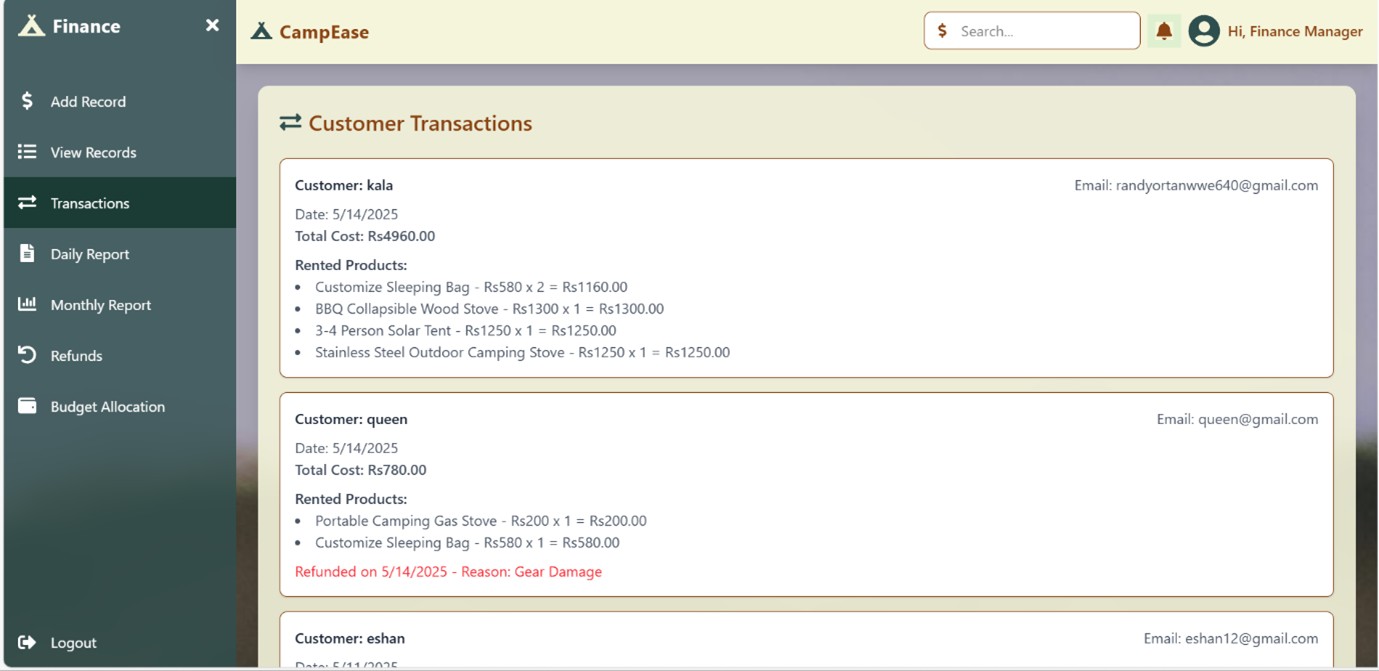 Finance
Add Record
View Records
Transactions
Daily Report
Monthly Report
Refunds
Budget Allocation
Logout
CampEase
$ Search...
Hi, Finance Manager
Customer Transactions
Customer: kala Email: randyortanwwe640@gmail.com
Date: 5/14/2025
Total Cost: Rs4960.00
Rented Products:
• Customize Sleeping Bag - Rs580 x 2 = Rs1160.00
• BBQ Collapsible Wood Stove - Rs1300 x 1 = Rs1300.00
• 3-4 Person Solar Tent - Rs1250 x 1 = Rs1250.00
• Stainless Steel Outdoor Camping Stove - Rs1250 x 1 = Rs1250.00
Customer: queen Email: queen@gmail.com
Date: 5/14/2025
Total Cost: Rs780.00
Rented Products:
• Portable Camping Gas Stove - Rs200 x 1 = Rs200.00
• Customize Sleeping Bag - Rs580 x 1 = Rs580.00
Refunded on 5/14/2025 - Reason: Gear Damage
Customer: eshan Email: eshan12@gmail.com
Date: 5/11/2025